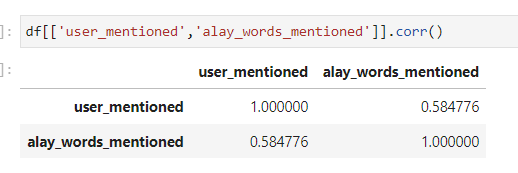 ]: df[['user_mentioned','alay_words_mentioned']].corr()
]:
user_mentioned alay_words_mentioned
user_mentioned 1.000000 0.584776
alay_words_mentioned 0.584776 1.000000